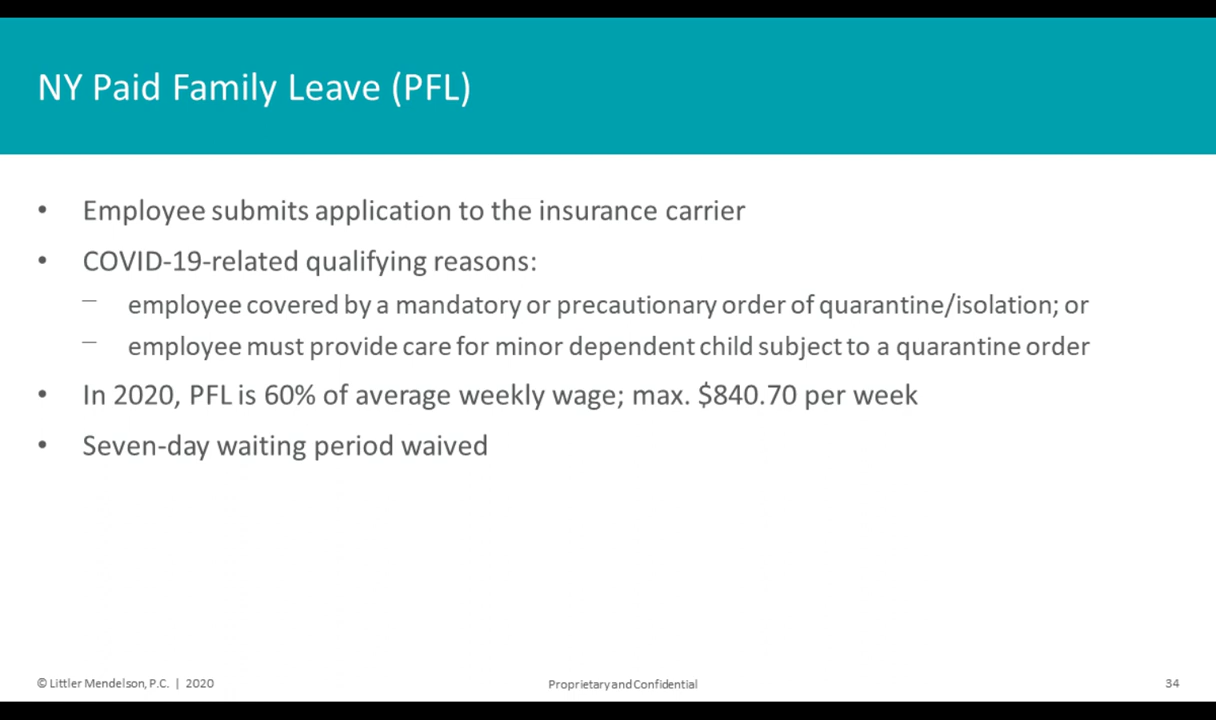 NY Paid Family Leave (PFL)
• Employee submits application to the insurance carrier
• COVID-19-related qualifying reasons:
– employee covered by a mandatory or precautionary order of quarantine/isolation; or
– employee must provide care for minor dependent child subject to a quarantine order
• In 2020, PFL is 60% of average weekly wage; max. $840.70 per week
• Seven-day waiting period waived
© Littler Mendelson, P.C. | 2020
Proprietary and Confidential
34